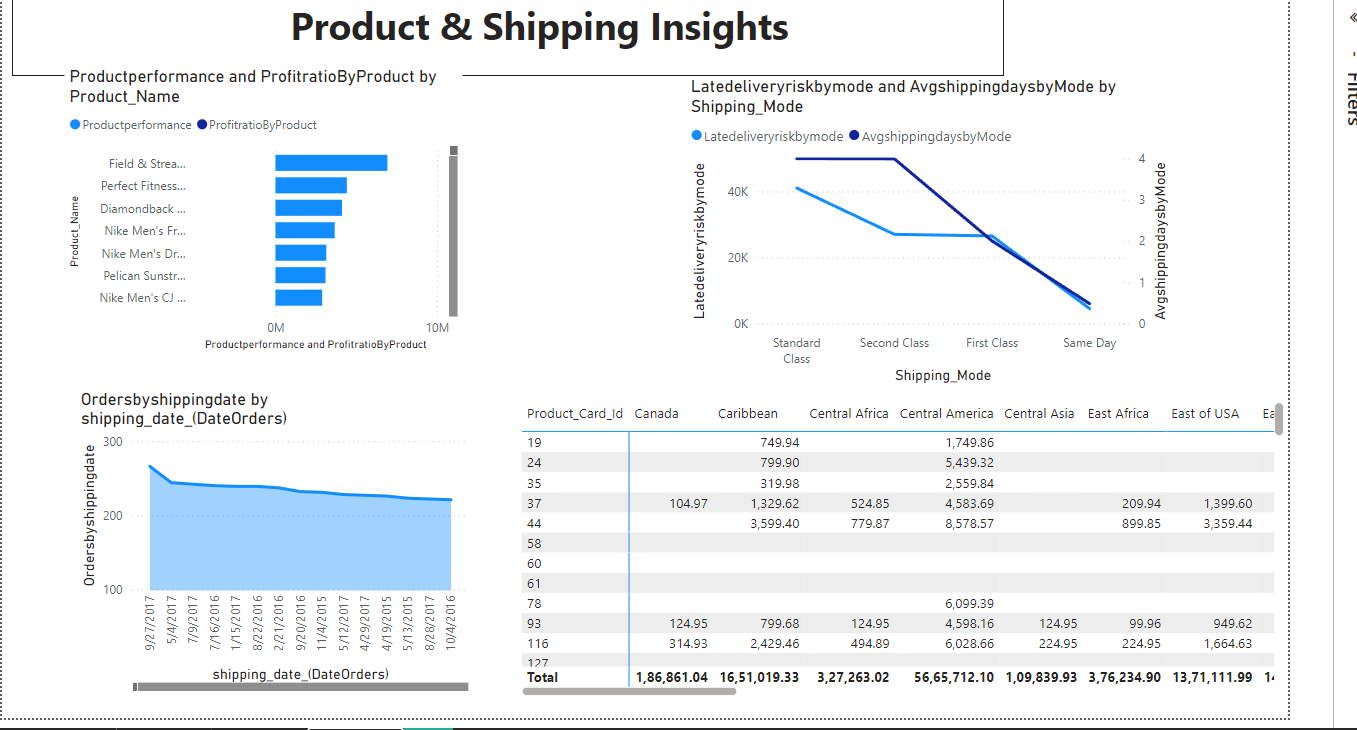 Product & Shipping Insights
Filters
Productperformance and ProfitratioByProduct by
Product_Name
Productperformance ProfitratioByProduct
Product_Name
Field & Strea...
Perfect Fitness...
Diamondback ...
Nike Men's Fr...
Nike Men's Dr...
Pelican Sunstr...
Nike Men's CJ ...
0M 10M
Productperformance and ProfitratioByProduct
Latedeliveryriskbymode and AvgshippingdaysbyMode by
Shipping_Mode
Latedeliveryriskbymode AvgshippingdaysbyMode
Latedeliveryriskbymode
40K
20K
0K
4
3
2
1
0
AvgshippingdaysbyMode
Standard Class Second Class First Class Same Day
Shipping_Mode
Ordersbyshippingdate by
shipping_date_(DateOrders)
Ordersbyshippingdate
300
200
100
9/27/2017
5/4/2017
7/9/2017
7/16/2016
1/15/2017
8/22/2016
2/21/2016
9/20/2016
11/4/2015
5/12/2017
4/29/2017
4/19/2015
5/13/2015
8/28/2017
10/4/2016
shipping_date_(DateOrders)
Product_Card_Id Canada Caribbean Central Africa Central America Central Asia East Africa East of USA Ea
19 749.94 1,749.86
24 799.90 5,439.32
35 319.98 2,559.84
37 104.97 1,329.62 524.85 4,583.69 209.94 1,399.60
44 3,599.40 779.87 8,578.57 899.85 3,359.44
58
60
61
78 6,099.39
93 124.95 799.68 124.95 4,598.16 124.95 99.96 949.62
116 314.93 2,429.46 494.89 6,028.66 224.95 224.95 1,664.63
127
Total 1,86,861.04 16,51,019.33 3,27,263.02 56,65,712.10 1,09,839.93 3,76,234.90 13,71,111.99